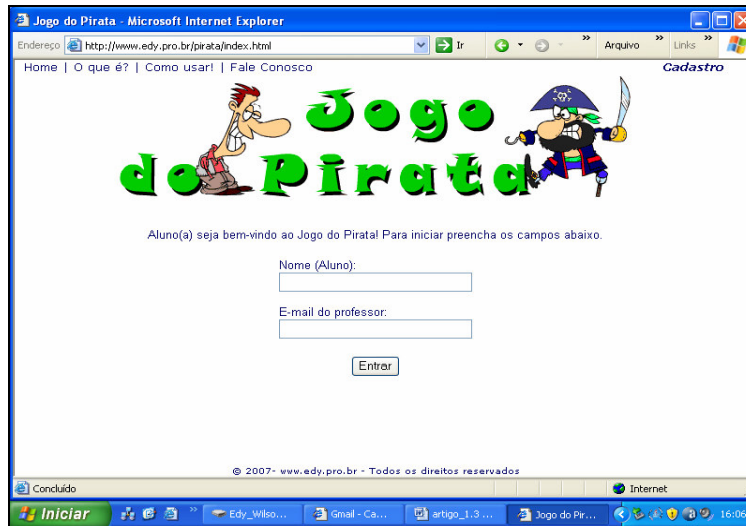 Jogo do Pirata - Microsoft Internet Explorer
Endereço http://www.edy.pro.br/pirata/index.html Ir Arquivo Links
Home | O que é? | Como usar! | Fale Conosco Cadastro
Jogo
do Pirata
Aluno(a) seja bem-vindo ao Jogo do Pirata! Para iniciar preencha os campos abaixo.
Nome (Aluno):
E-mail do professor:
Entrar
© 2007- www.edy.pro.br - Todos os direitos reservados
Concluído Internet
Iniciar Edy_Wilso... Gmail - Ca... artigo_1.3 ... Jogo do Pir... 16:06